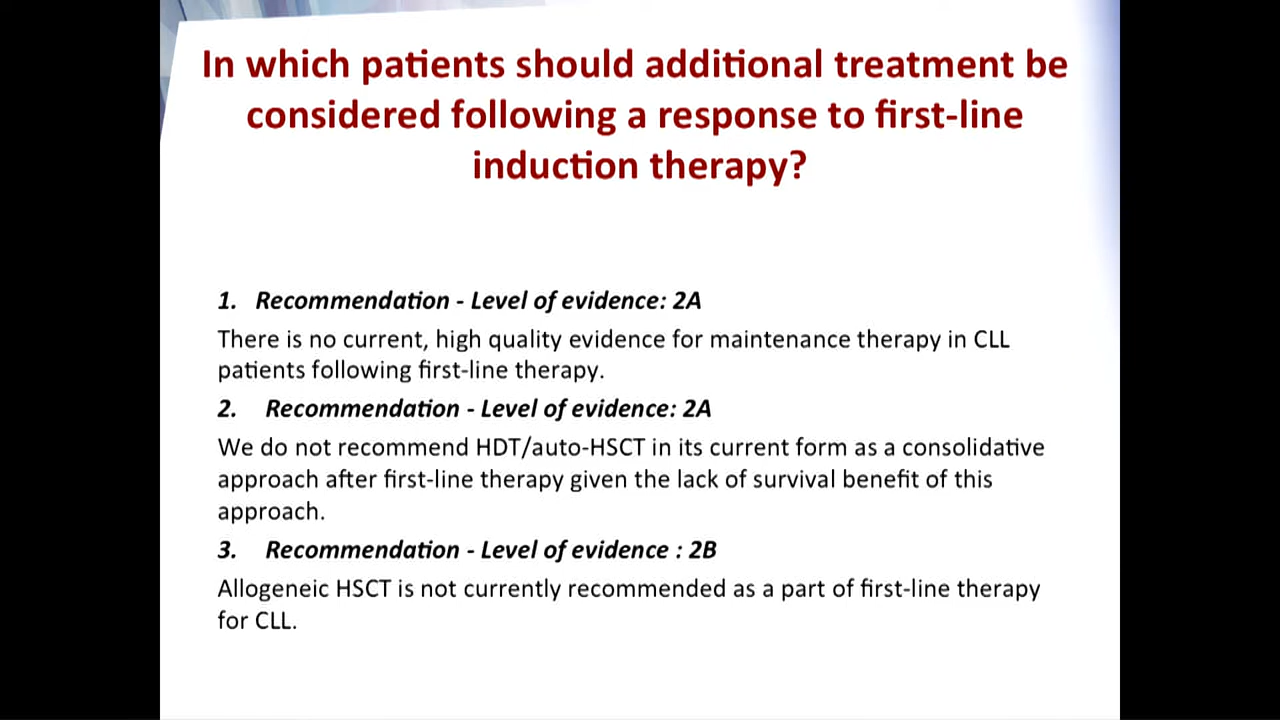 In which patients should additional treatment be
considered following a response to first-line
induction therapy?
1. Recommendation - Level of evidence: 2A
There is no current, high quality evidence for maintenance therapy in CLL
patients following first-line therapy.
2. Recommendation - Level of evidence: 2A
We do not recommend HDT/auto-HSCT in its current form as a consolidative
approach after first-line therapy given the lack of survival benefit of this
approach.
3. Recommendation - Level of evidence : 2B
Allogeneic HSCT is not currently recommended as a part of first-line therapy
for CLL.